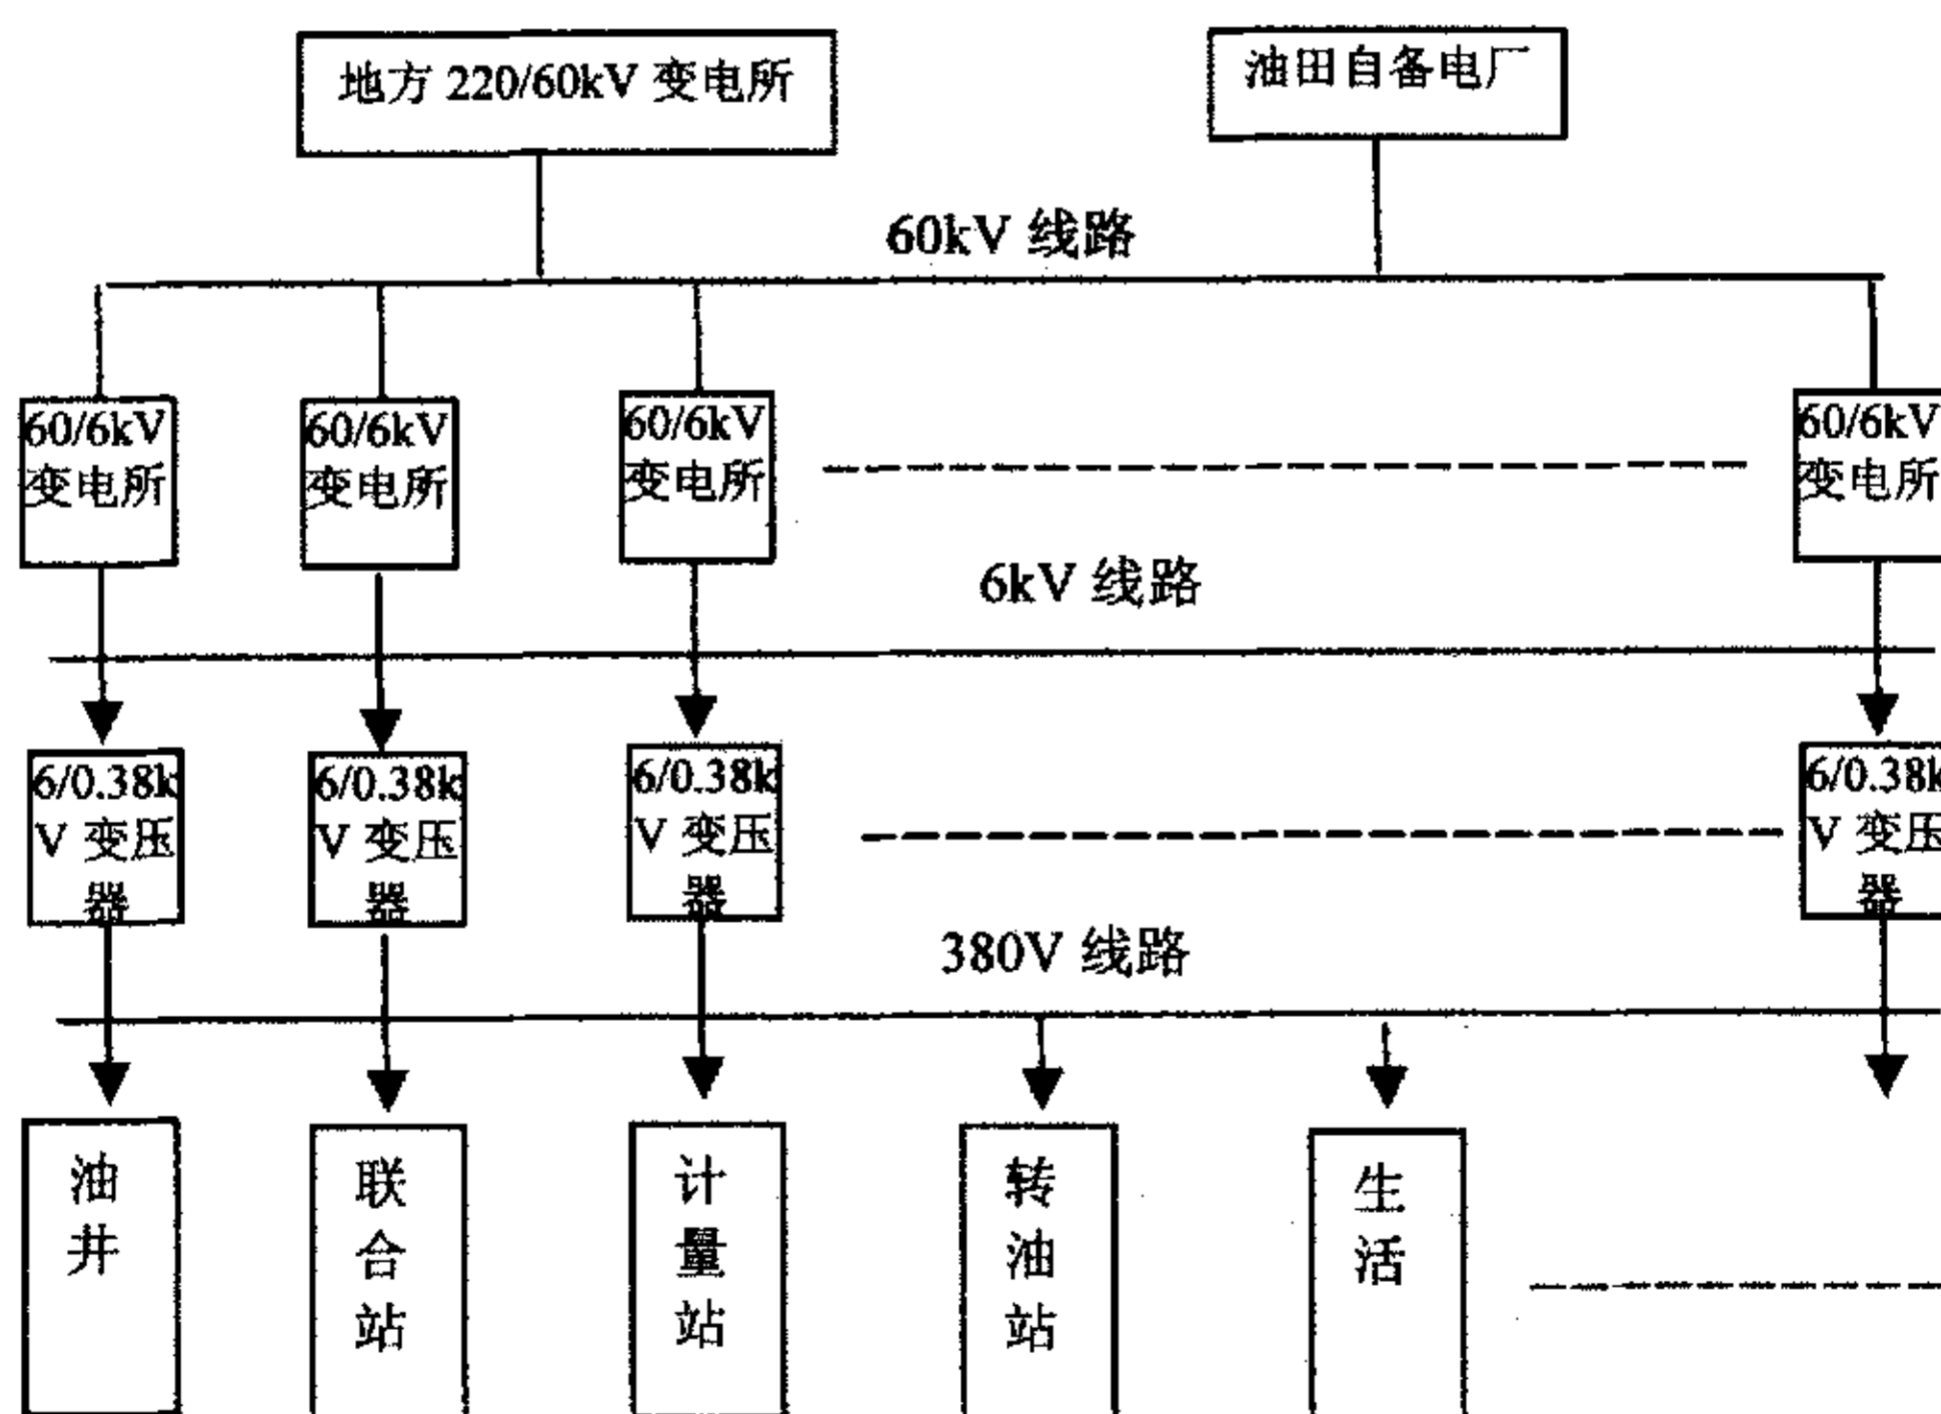 地方 220/60kV 变电所
油田自备电厂
60kV 线路
60/6kV
变电所
60/6kV
变电所
60/6kV
变电所
60/6kV
变电所
6kV 线路
6/0.38k
V 变压
器
6/0.38k
V 变压
器
6/0.38k
V 变压
器
6/0.38k
V 变压
器
380V 线路
油
井
联
合
站
计
量
站
转
油
站
生
活